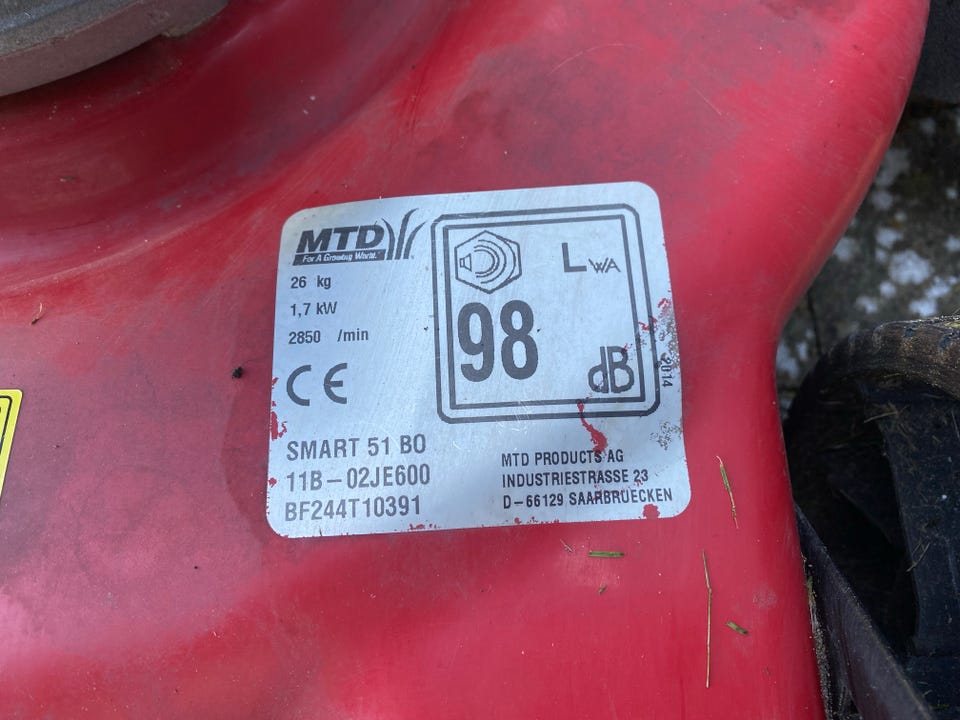 MTD
For A Growing World.
26 kg
1,7 kW
2850 /min
CE
LWA
98
dB
2014
SMART 51 BO
11B-02JE600
BF244T10391
MTD PRODUCTS AG
INDUSTRIESTRASSE 23
D-66129 SAARBRUECKEN